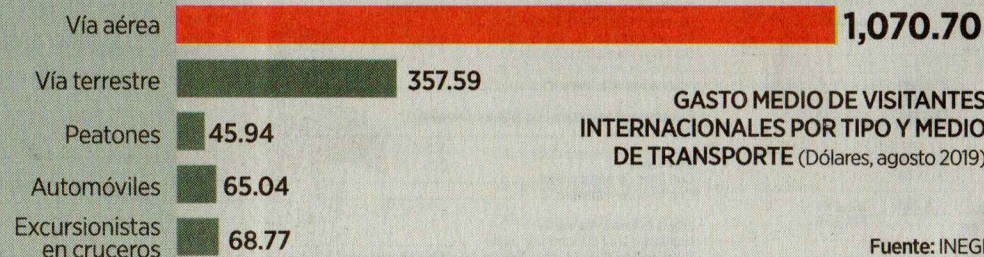 Vía aérea 1,070.70
Vía terrestre 357.59
Peatones 45.94
Automóviles 65.04
Excursionistas
en cruceros 68.77
GASTO MEDIO DE VISITANTES
INTERNACIONALES POR TIPO Y MEDIO
DE TRANSPORTE (Dólares, agosto 2019)
Fuente: INEGI